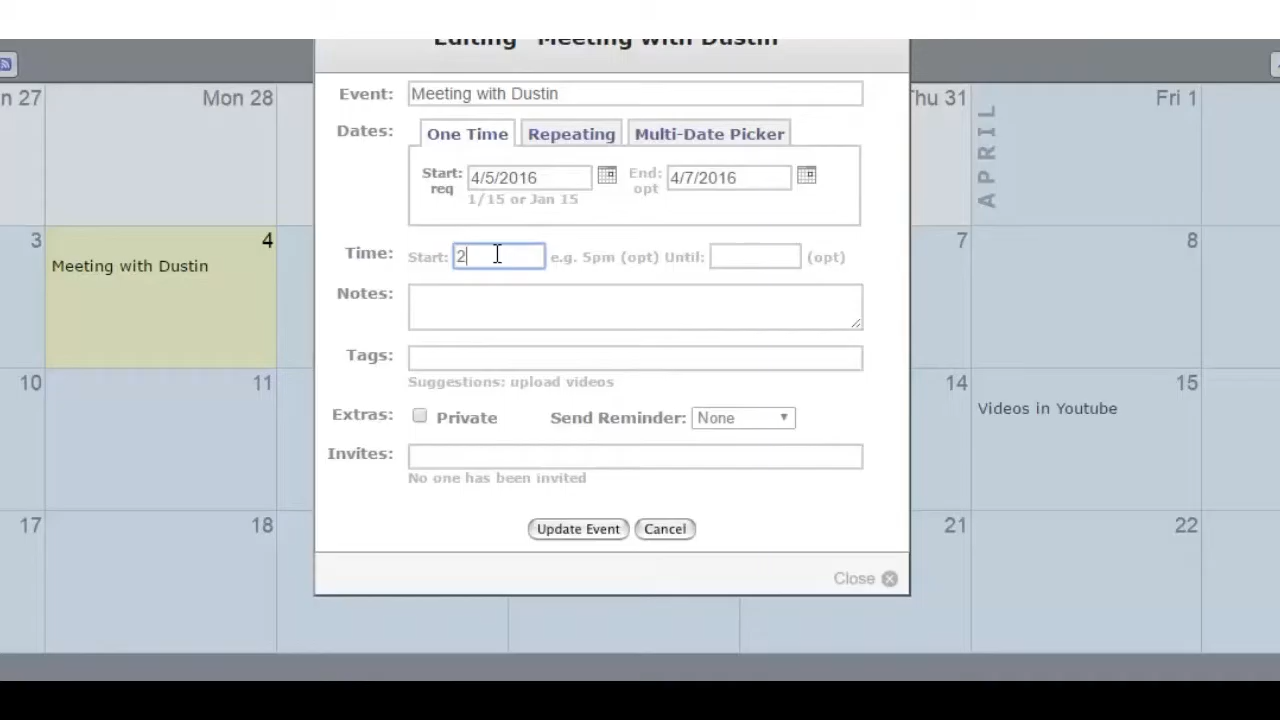 Editing "Meeting with Dustin"
n 27
Mon 28
Thu 31
Fri 1
APRIL
Event:
Meeting with Dustin
Dates:
One Time
Repeating
Multi-Date Picker
Start:
req
4/5/2016
1/15 or Jan 15
End:
opt
4/7/2016
3
4
Meeting with Dustin
7
8
Time:
Start:
2
e.g. 5pm (opt) Until:
(opt)
Notes:
Tags:
Suggestions: upload videos
10
11
14
15
Videos in Youtube
Extras:
Private
Send Reminder:
None
Invites:
No one has been invited
17
18
21
22
Update Event
Cancel
Close